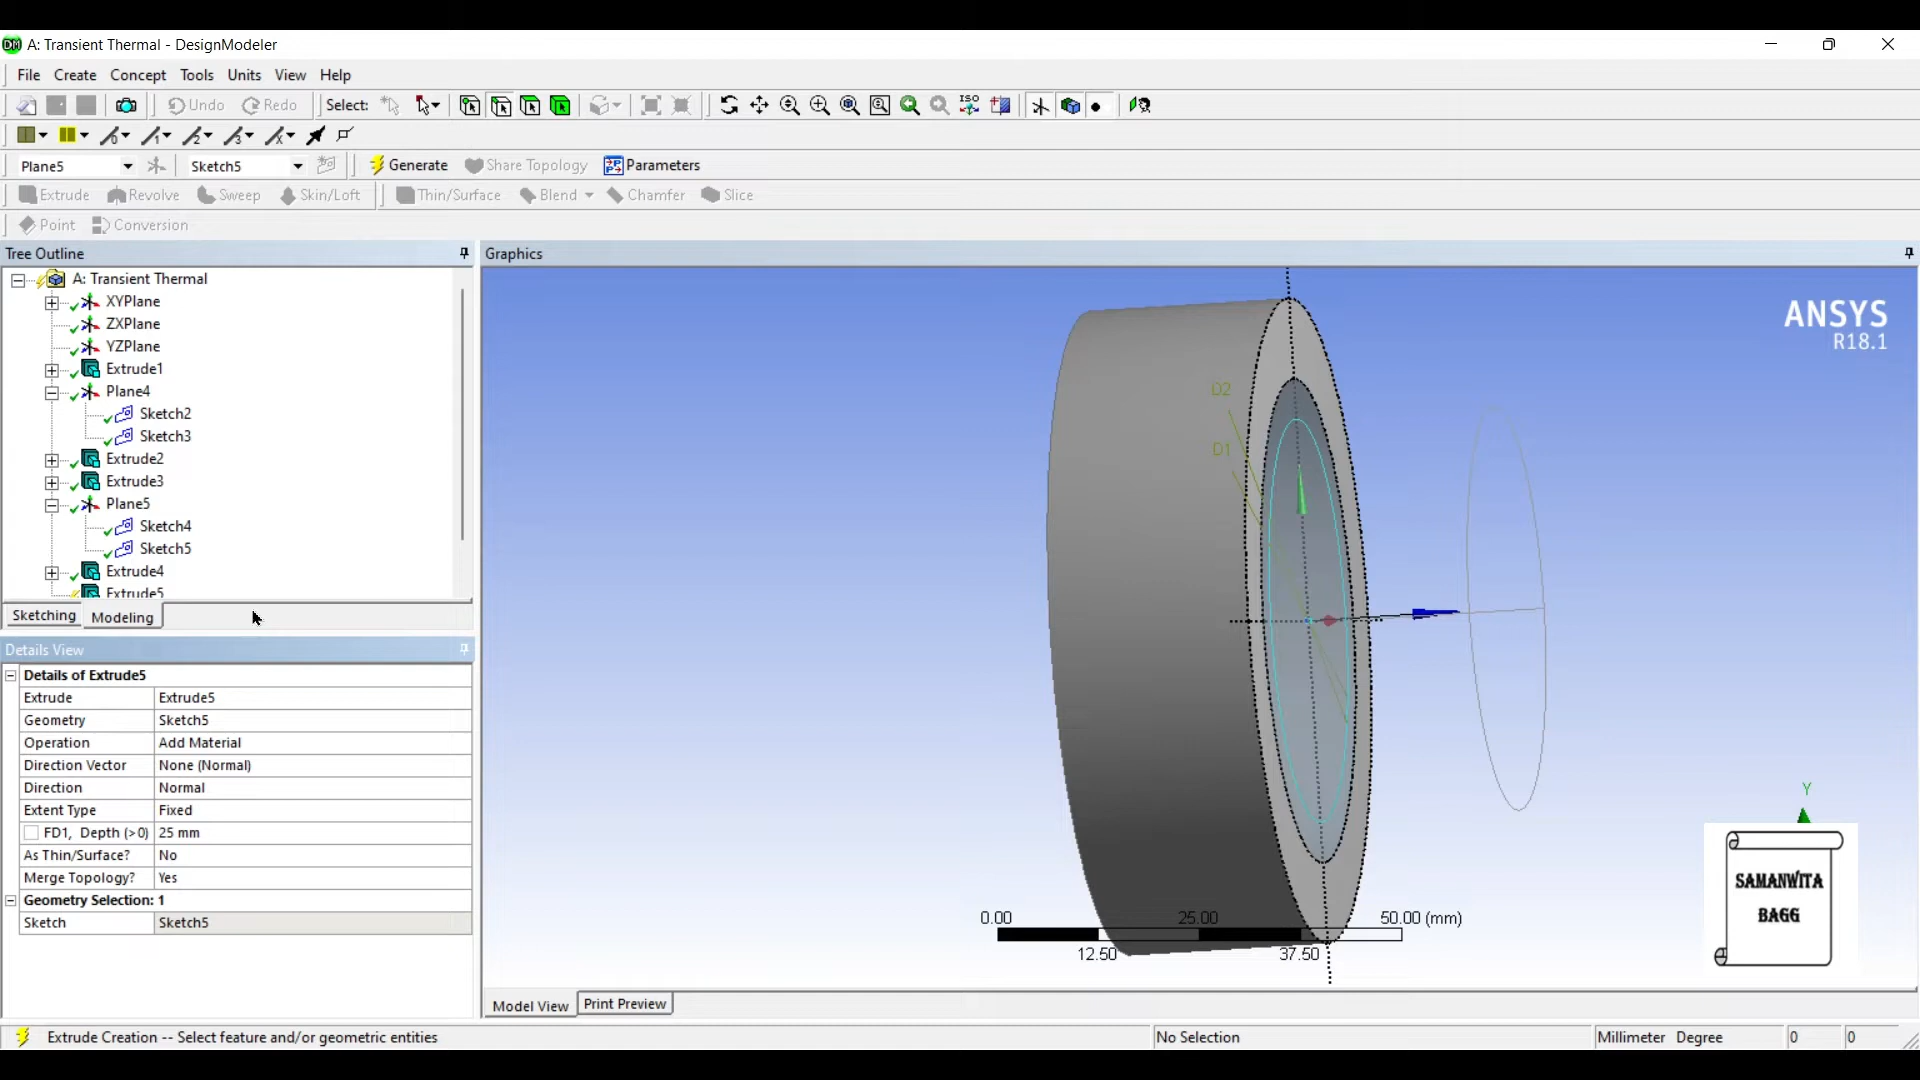 A: Transient Thermal - DesignModeler
File Create Concept Tools Units View Help
Undo Redo Select:
Plane5 Sketch5 Generate Share Topology Parameters
Extrude Revolve Sweep Skin/Loft Thin/Surface Blend Chamfer Slice
Point Conversion
Tree Outline
A: Transient Thermal
XYPlane
ZXPlane
YZPlane
Extrude1
Plane4
Sketch2
Sketch3
Extrude2
Extrude3
Plane5
Sketch4
Sketch5
Extrude4
Extrude5
Sketching Modeling
Details View
Details of Extrude5
Extrude Extrude5
Geometry Sketch5
Operation Add Material
Direction Vector None (Normal)
Direction Normal
Extent Type Fixed
FD1, Depth (>0) 25 mm
As Thin/Surface? No
Merge Topology? Yes
Geometry Selection: 1
Sketch Sketch5
Graphics
ANSYS
R18.1
D2
D1
Y
SAMANWITA
BAGG
0.00 25.00 50.00 (mm)
12.50 37.50
Model View Print Preview
Extrude Creation -- Select feature and/or geometric entities No Selection Millimeter Degree 0 0